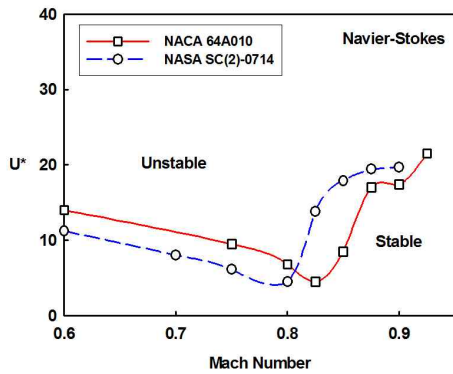 40
NACA 64A010
NASA SC(2)-0714
Navier-Stokes
30
Unstable
U*
20
Stable
10
0
0.6 0.7 0.8 0.9
Mach Number